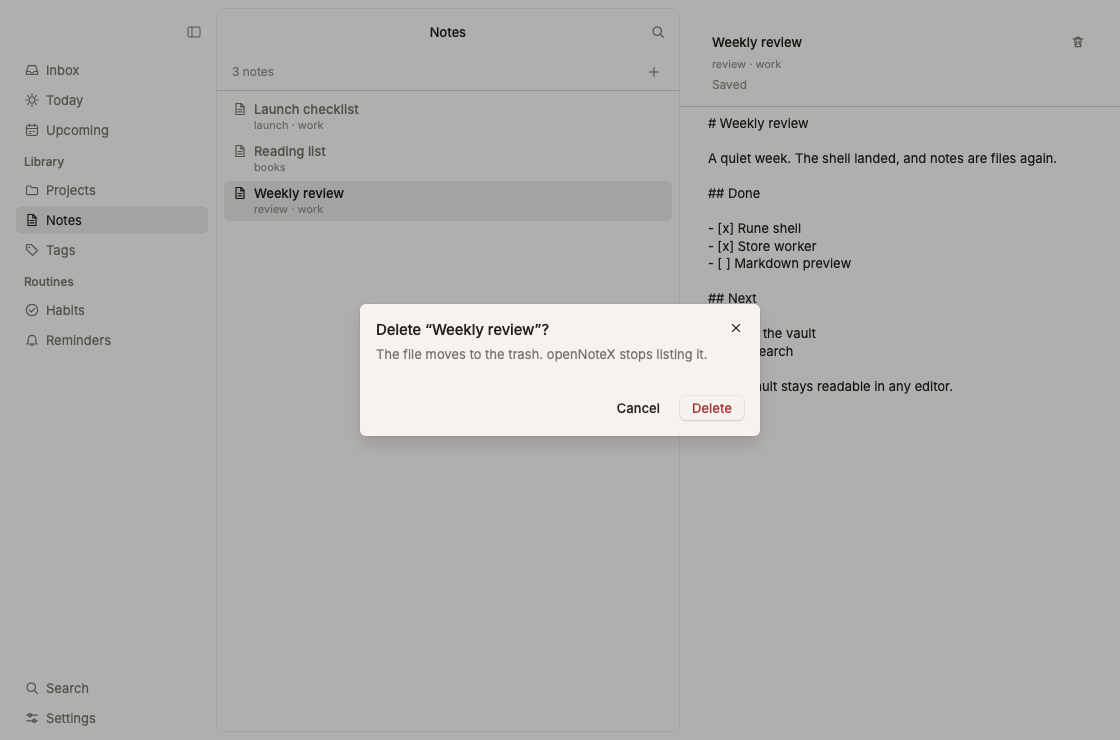 Inbox
Today
Upcoming
Library
Projects
Notes
Tags
Routines
Habits
Reminders
Search
Settings
Notes
3 notes
Launch checklist
launch · work
Reading list
books
Weekly review
review · work
Weekly review
review · work
Saved
# Weekly review
A quiet week. The shell landed, and notes are files again.
## Done
- [x] Rune shell
- [x] Store worker
- [ ] Markdown preview
## Next
the vault
stays readable in any editor.
Delete “Weekly review”?
The file moves to the trash. openNoteX stops listing it.
Cancel
Delete